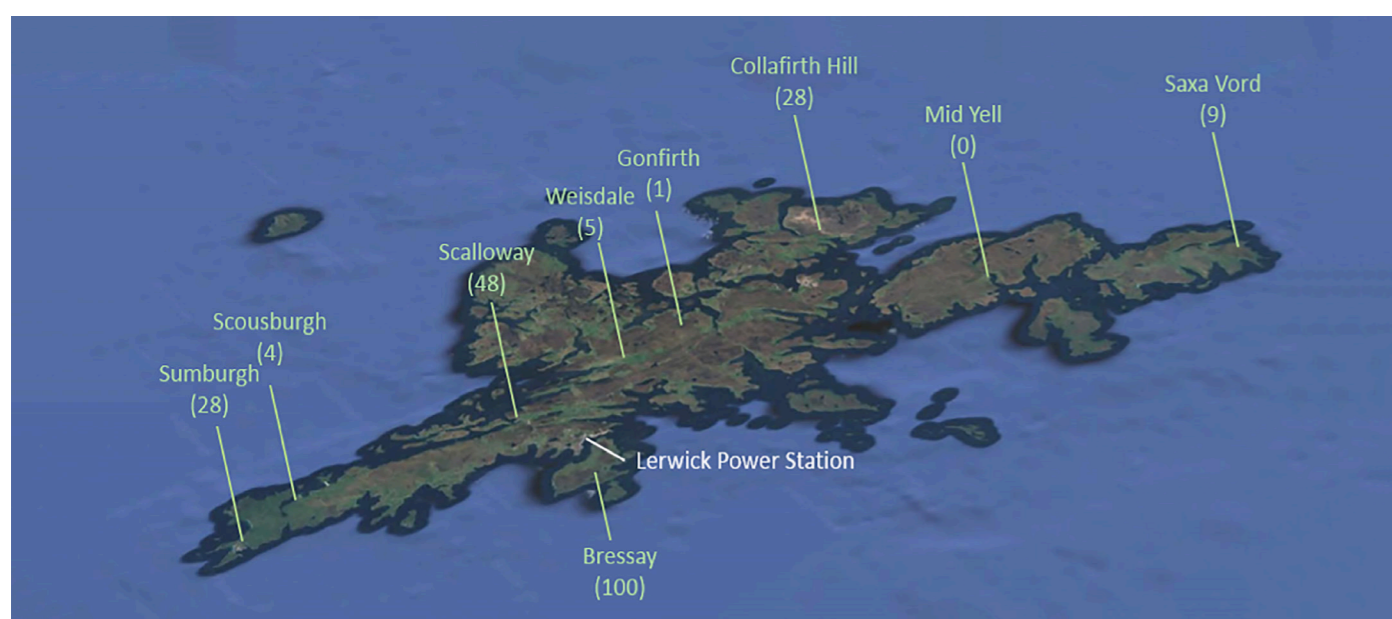 Collafirth Hill
(28)
Saxa Vord
(9)
Mid Yell
(0)
Gonfirth
(1)
Weisdale
(5)
Scalloway
(48)
Scousburgh
(4)
Sumburgh
(28)
Lerwick Power Station
Bressay
(100)